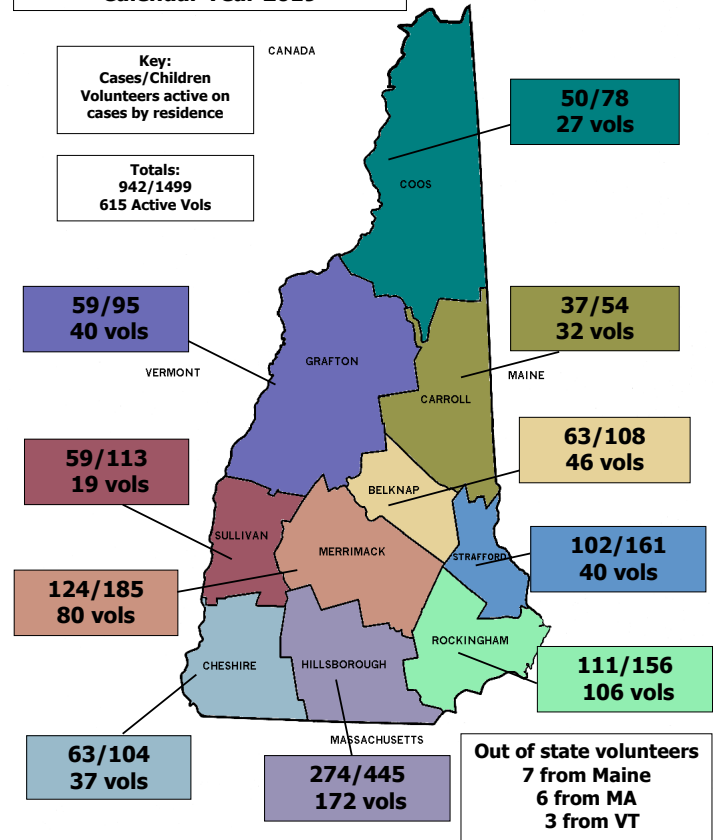 Calendar Year 2019
CANADA
Key:
Cases/Children
Volunteers active on
cases by residence
50/78
27 vols
Totals:
942/1499
615 Active Vols
COOS
59/95
40 vols
37/54
32 vols
GRAFTON
VERMONT
MAINE
CARROLL
63/108
46 vols
59/113
19 vols
BELKNAP
SULLIVAN
MERRIMACK
STRAFFORD
102/161
40 vols
124/185
80 vols
ROCKINGHAM
CHESHIRE
HILLSBOROUGH
111/156
106 vols
MASSACHUSETTS
63/104
37 vols
274/445
172 vols
Out of state volunteers
7 from Maine
6 from MA
3 from VT